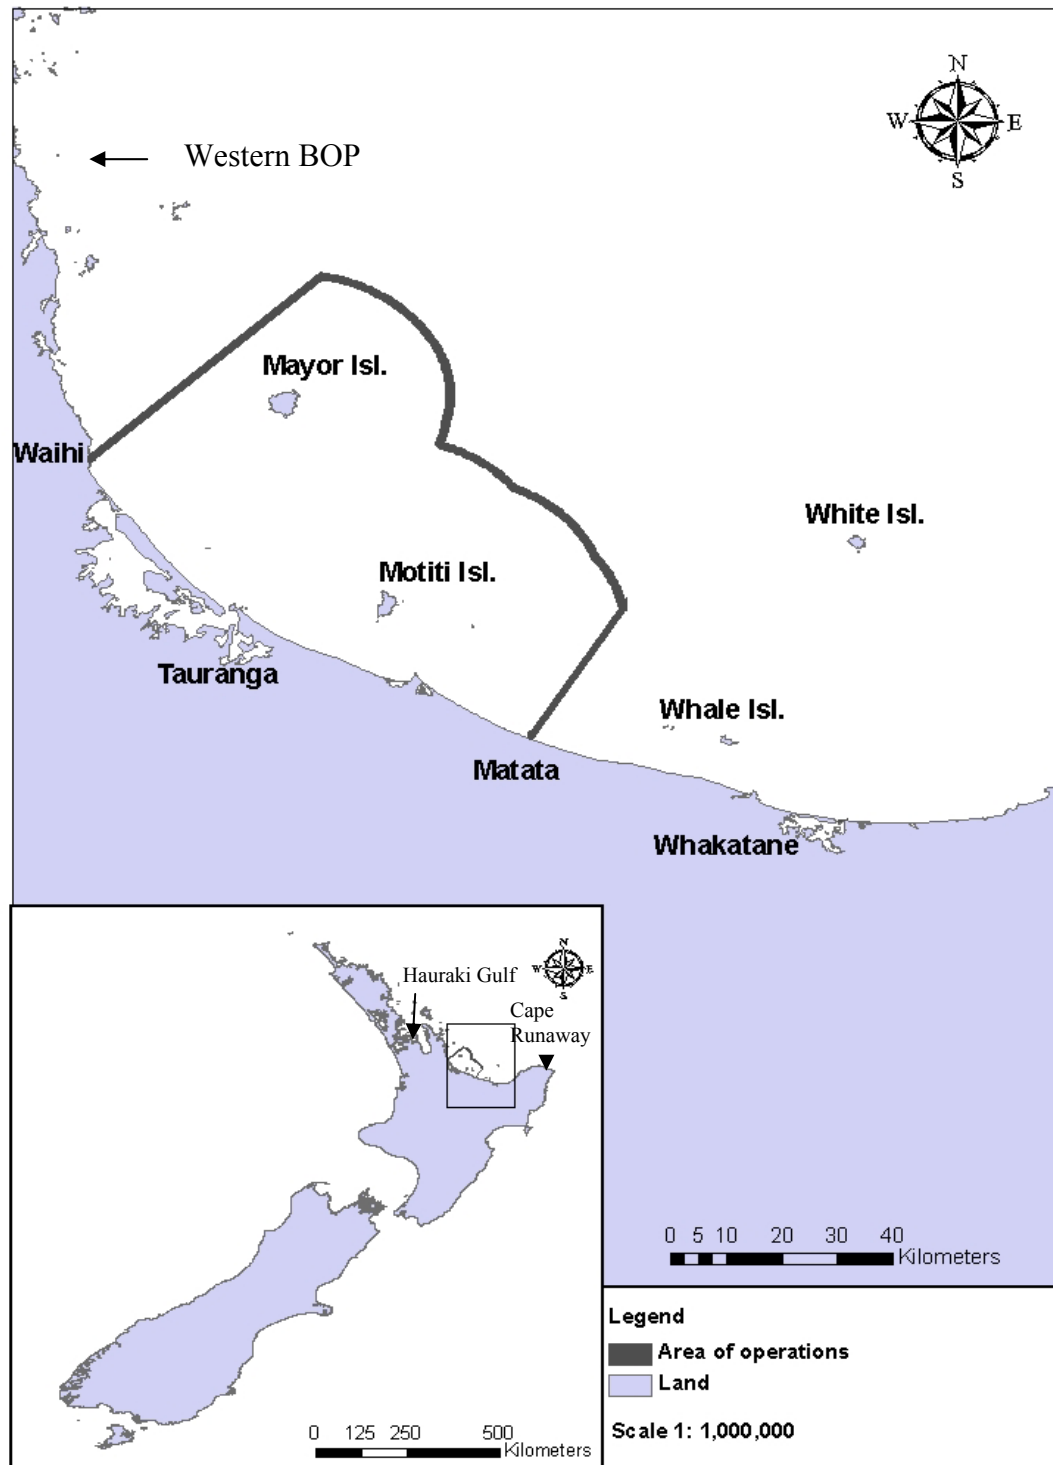 N
W E
S
Western BOP
Mayor Isl.
Waihi
White Isl.
Motiti Isl.
Tauranga
Whale Isl.
Matata
Whakatane
N
W E
S
Hauraki Gulf
Cape
Runaway
0 5 10 20 30 40
Kilometers
0 125 250 500
Kilometers
Legend
Area of operations
Land
Scale 1: 1,000,000